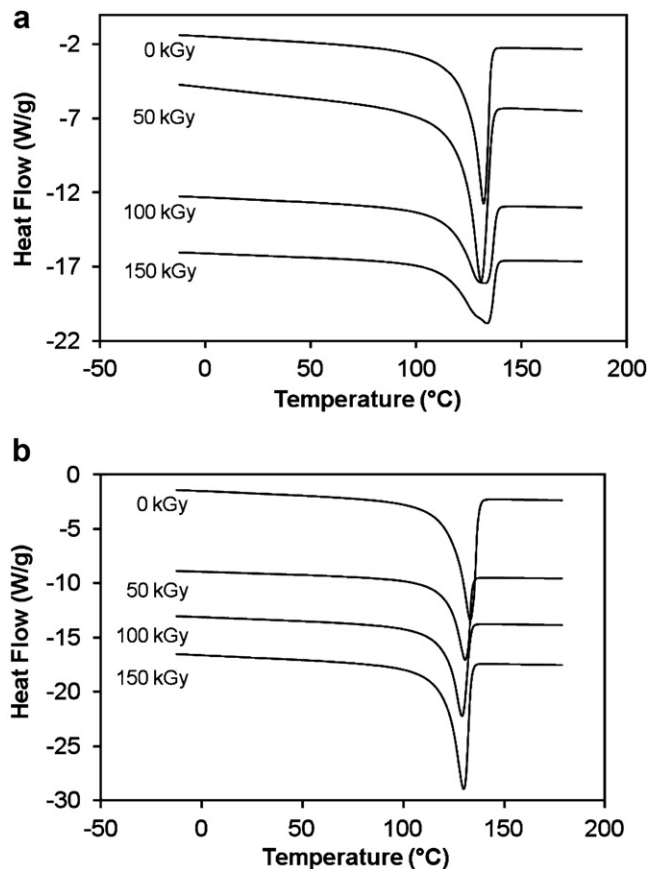 a
-2
0 kGy
-7
50 kGy
Heat Flow (W/g)
-12
100 kGy
-17
150 kGy
-22
-50 0 50 100 150 200
Temperature (°C)
b
0
0 kGy
-5
-10
50 kGy
Heat Flow (W/g)
-15
100 kGy
150 kGy
-20
-25
-30
-50 0 50 100 150 200
Temperature (°C)